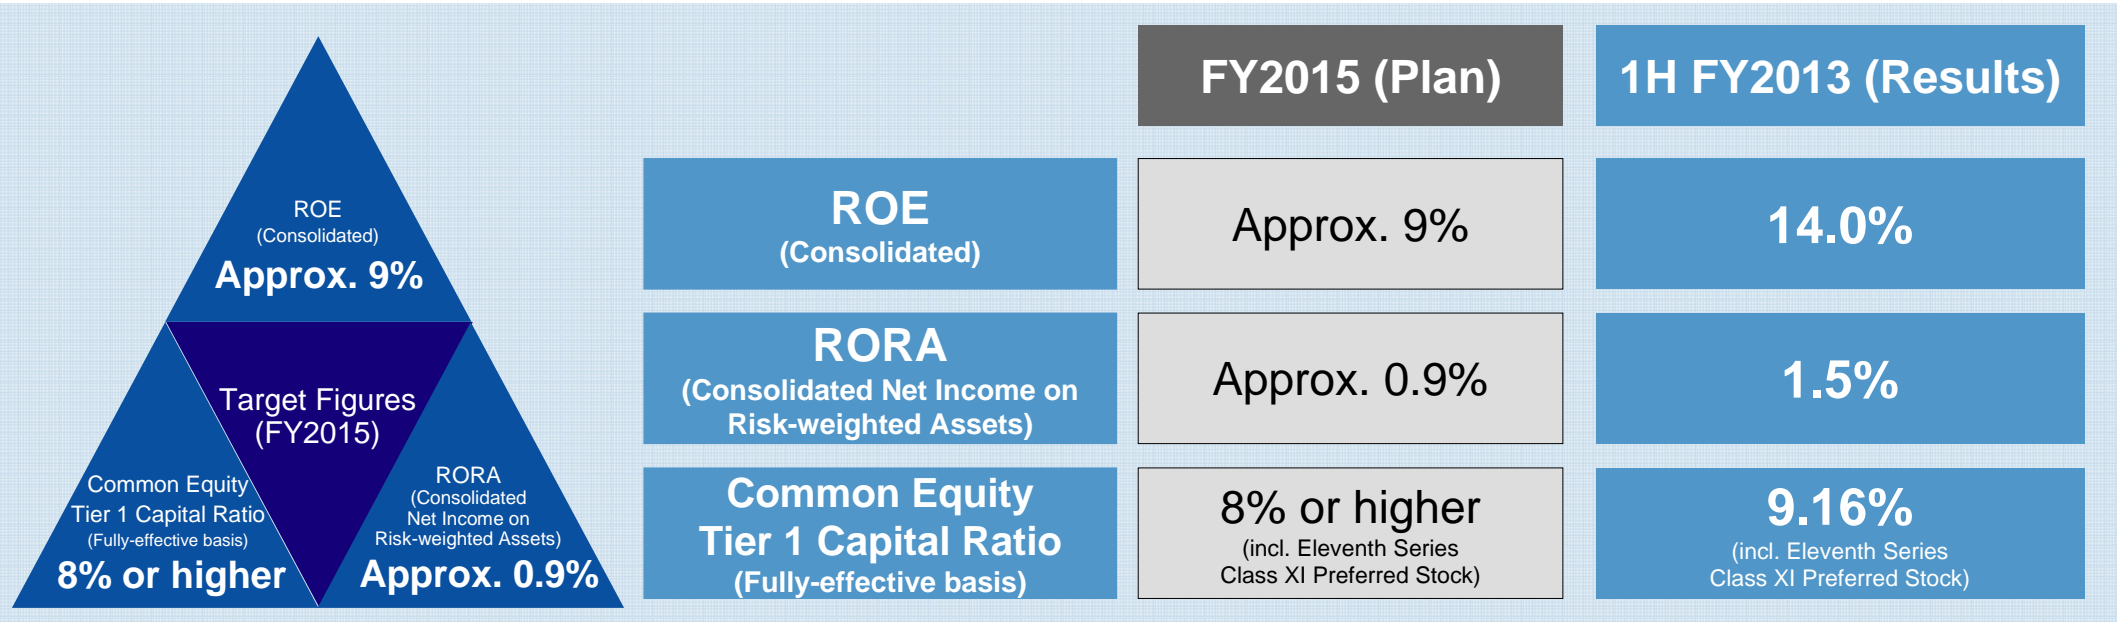 ROE
(Consolidated)
Approx. 9%
Target Figures
(FY2015)
Common Equity
Tier 1 Capital Ratio
(Fully-effective basis)
8% or higher
RORA
(Consolidated
Net Income on
Risk-weighted Assets)
Approx. 0.9%
FY2015 (Plan)
1H FY2013 (Results)
ROE
(Consolidated)
Approx. 9%
14.0%
RORA
(Consolidated Net Income on
Risk-weighted Assets)
Approx. 0.9%
1.5%
Common Equity
Tier 1 Capital Ratio
(Fully-effective basis)
8% or higher
(incl. Eleventh Series
Class XI Preferred Stock)
9.16%
(incl. Eleventh Series
Class XI Preferred Stock)